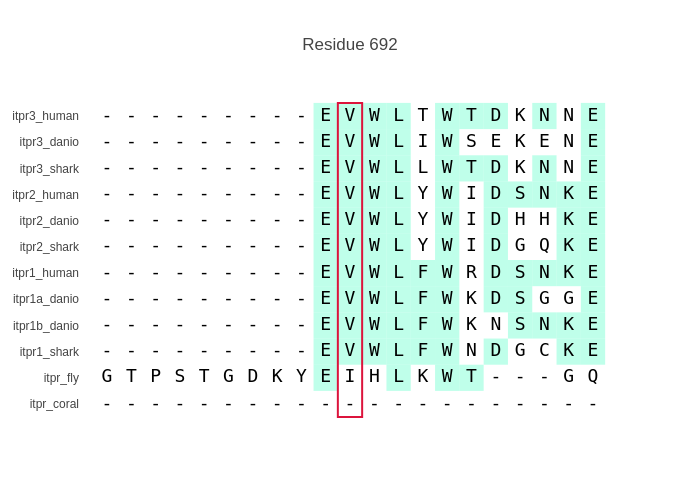 Residue 692
itpr3_human - - - - - - - - - E V W L T W T D K N N E
itpr3_danio - - - - - - - - - E V W L I W S E K E N E
itpr3_shark - - - - - - - - - E V W L L W T D K N N E
itpr2_human - - - - - - - - - E V W L Y W I D S N K E
itpr2_danio - - - - - - - - - E V W L Y W I D H H K E
itpr2_shark - - - - - - - - - E V W L Y W I D G Q K E
itpr1_human - - - - - - - - - E V W L F W R D S N K E
itpr1a_danio - - - - - - - - - E V W L F W K D S G G E
itpr1b_danio - - - - - - - - - E V W L F W K N S N K E
itpr1_shark - - - - - - - - - E V W L F W N D G C K E
itpr_fly G T P S T G D K Y E I H L K W T - - - G Q
itpr_coral - - - - - - - - - - - - - - - - - - - - -